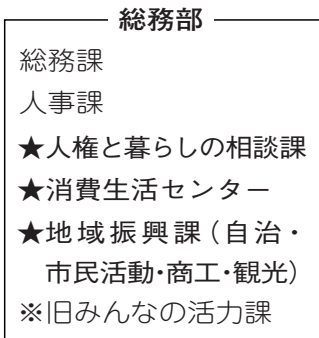 総務部
総務課
人事課
★人権と暮らしの相談課
★消費生活センター
★地域振興課(自治・
市民活動・商工・観光)
※旧みんなの活力課